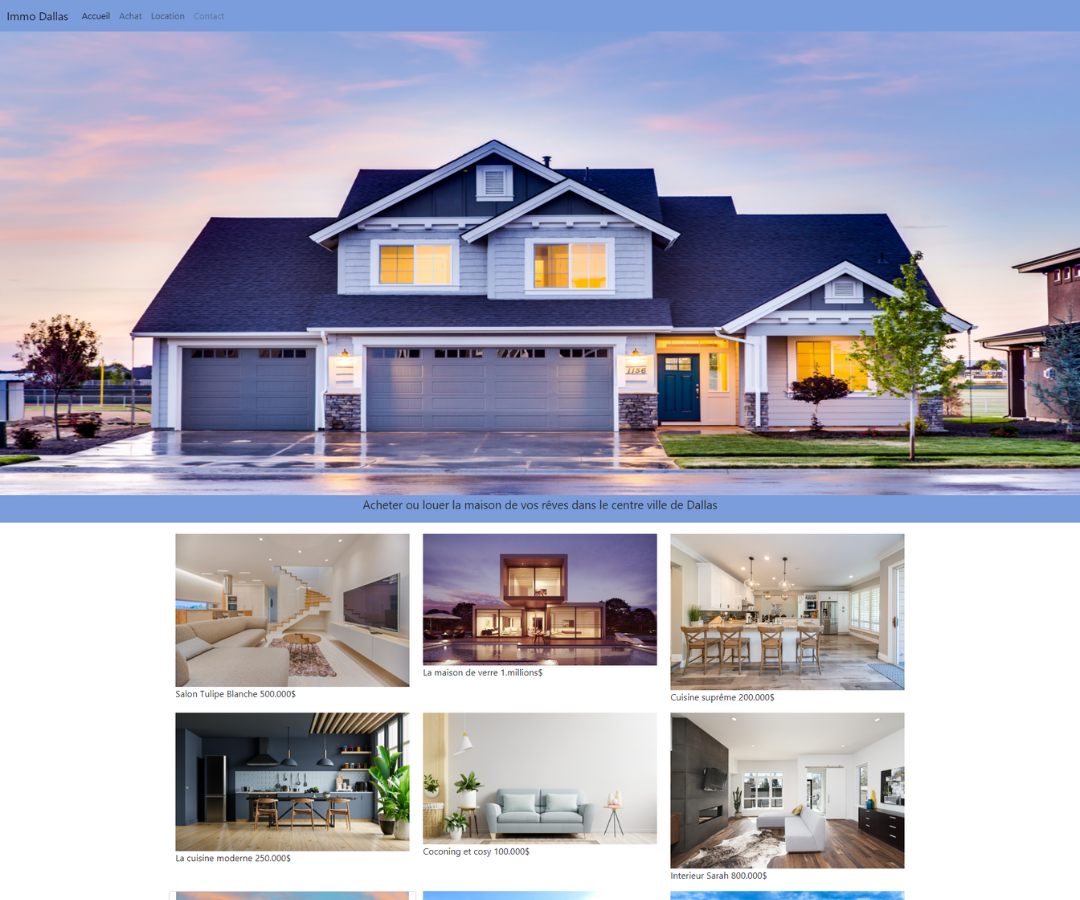 Immo Dallas Accueil Achat Location Contact
1156
Acheter ou louer la maison de vos rêves dans le centre ville de Dallas
Salon Tulipe Blanche 500.000$
La maison de verre 1.millions$
Cuisine suprême 200.000$
La cuisine moderne 250.000$
Coconing et cosy 100.000$
Interieur Sarah 800.000$